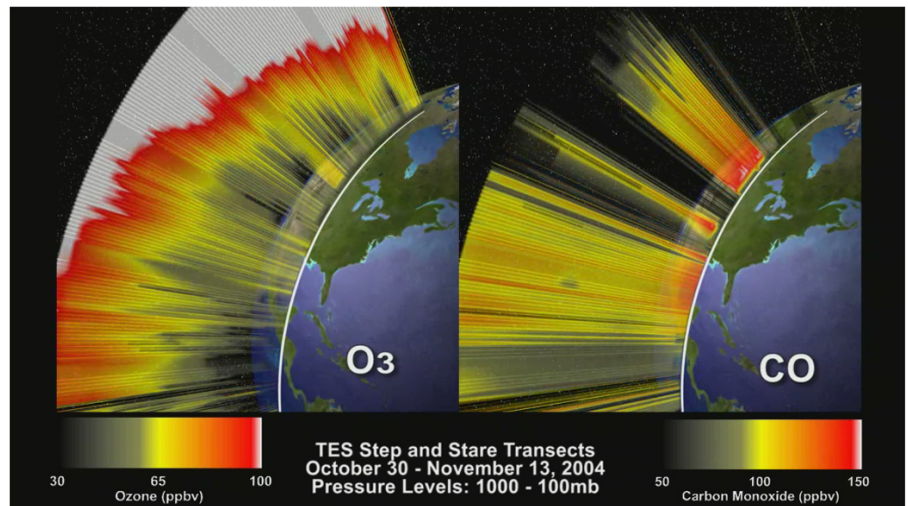 O3
CO
30 65 100
Ozone (ppbv)
TES Step and Stare Transects
October 30 - November 13, 2004
Pressure Levels: 1000 - 100mb
50 100 150
Carbon Monoxide (ppbv)